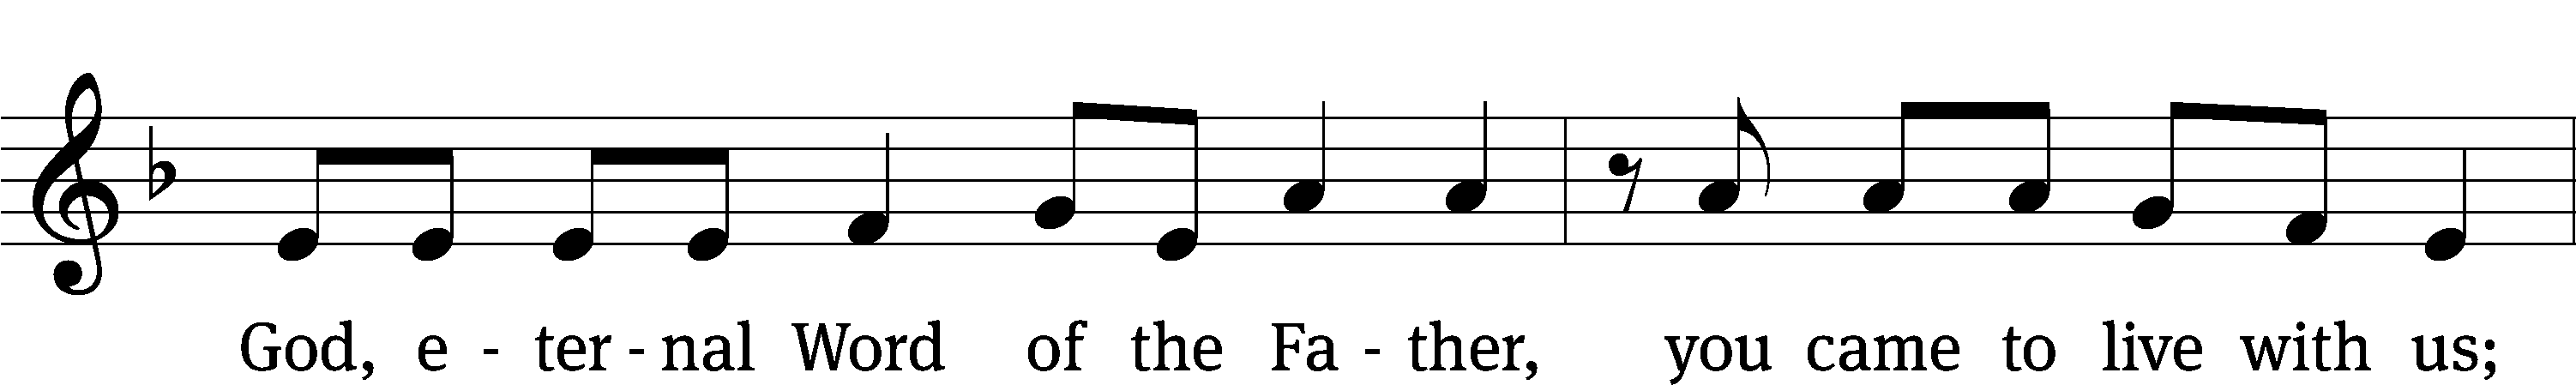 God, e - ter - nal Word of the Fa - ther, you came to live with us;